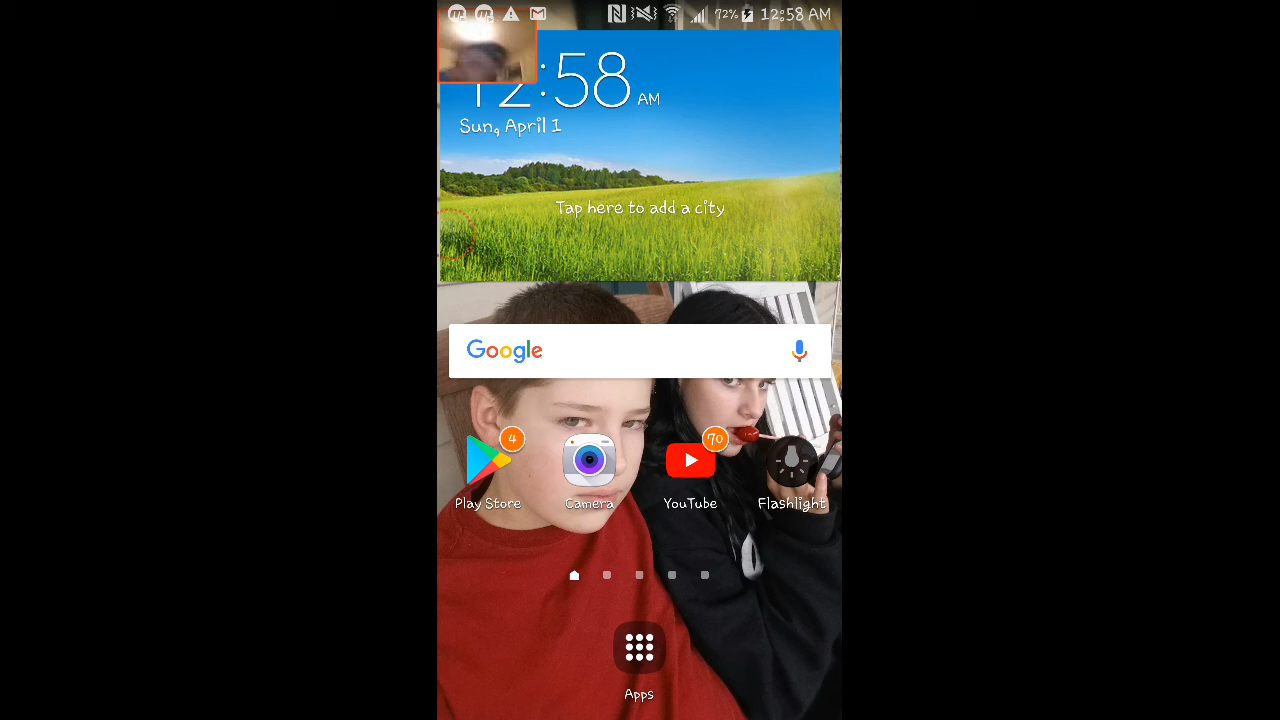 72% 12:58 AM
12:58 AM
Sun, April 1
Tap here to add a city
Google
4
70
Play Store
Camera
YouTube
Flashlight
Apps